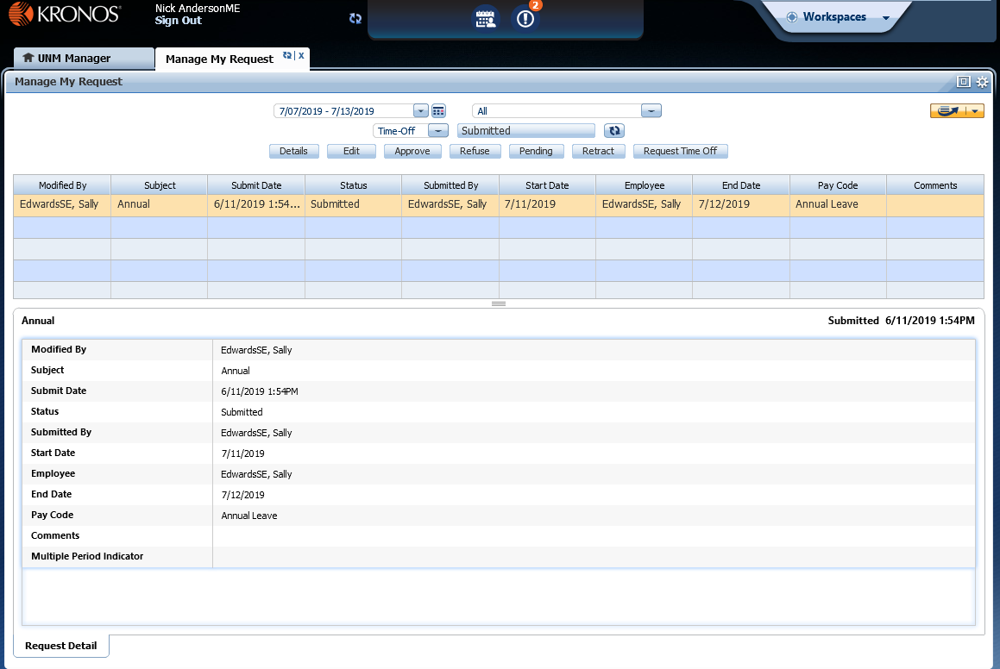 KRONOS®
Nick AndersonME
Sign Out
2
Workspaces
UNM Manager
Manage My Request
X
Manage My Request
7/07/2019 - 7/13/2019
All
Time-Off
Submitted
Details Edit Approve Refuse Pending Retract Request Time Off
Modified By Subject Submit Date Status Submitted By Start Date Employee End Date Pay Code Comments
EdwardsSE, Sally Annual 6/11/2019 1:54... Submitted EdwardsSE, Sally 7/11/2019 EdwardsSE, Sally 7/12/2019 Annual Leave
Annual Submitted 6/11/2019 1:54PM
Modified By EdwardsSE, Sally
Subject Annual
Submit Date 6/11/2019 1:54PM
Status Submitted
Submitted By EdwardsSE, Sally
Start Date 7/11/2019
Employee EdwardsSE, Sally
End Date 7/12/2019
Pay Code Annual Leave
Comments
Multiple Period Indicator
Request Detail